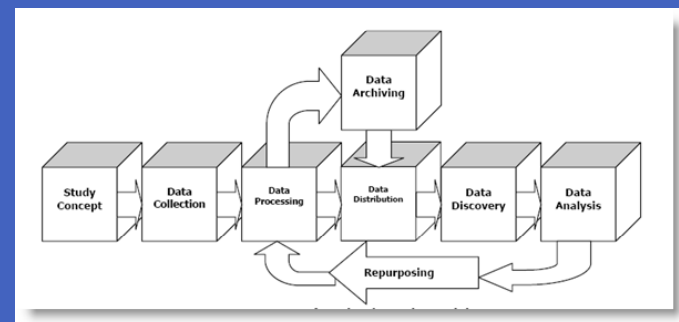 Data
Archiving
Study
Concept
Data
Collection
Data
Processing
Data
Distribution
Data
Discovery
Data
Analysis
Repurposing